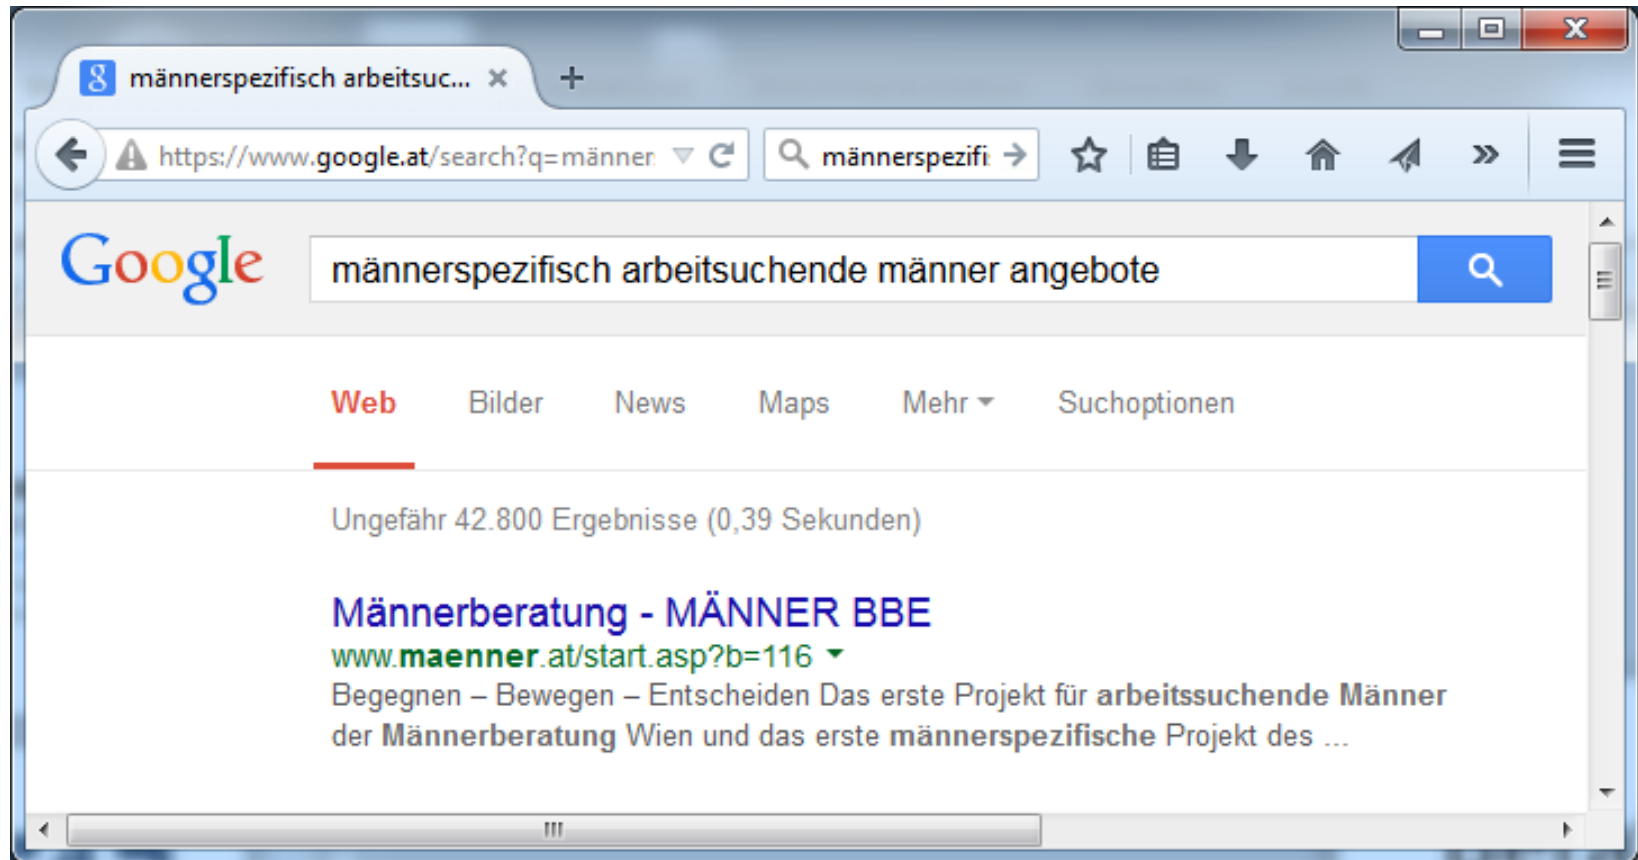 männerspezifisch arbeitsuc...
https://www.google.at/search?q=männer
männerspezifi
Google
männerspezifisch arbeitsuchende männer angebote
Web Bilder News Maps Mehr Suchoptionen
Ungefähr 42.800 Ergebnisse (0,39 Sekunden)
Männerberatung - MÄNNER BBE
www.maenner.at/start.asp?b=116
Begegnen – Bewegen – Entscheiden Das erste Projekt für arbeitssuchende Männer
der Männerberatung Wien und das erste männerspezifische Projekt des ...